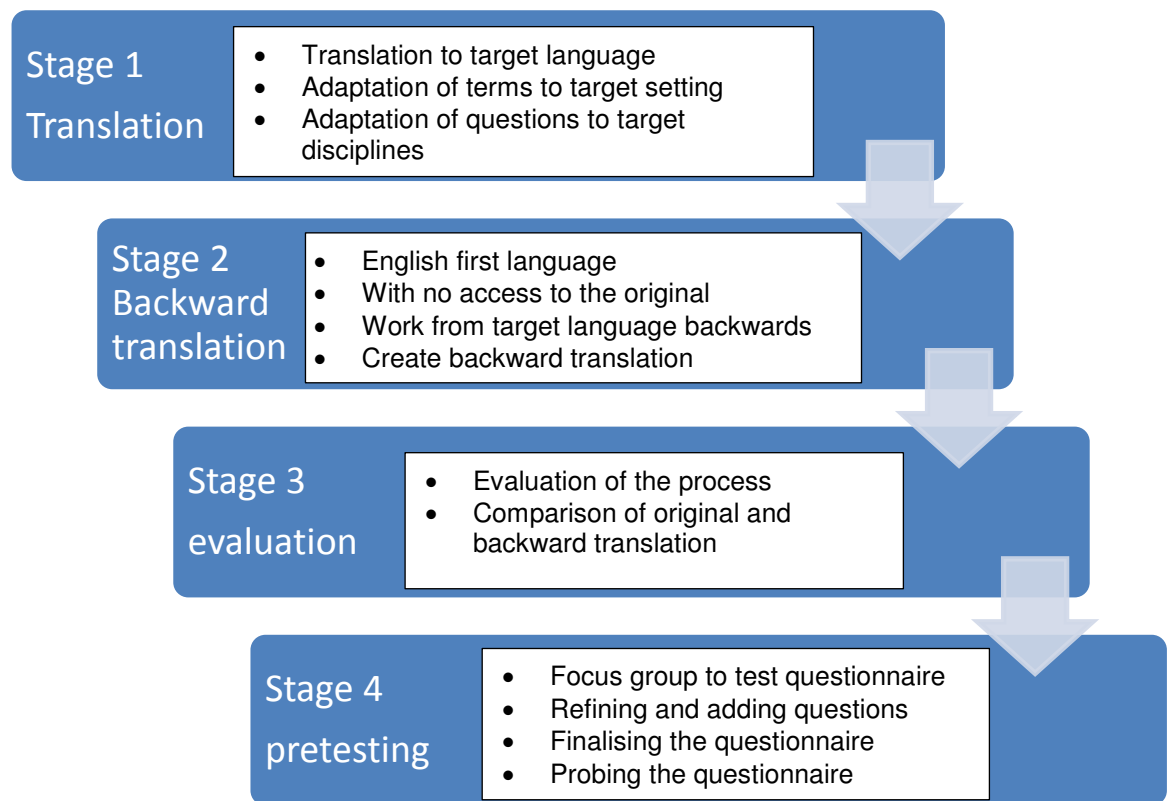 Stage 1
Translation
• Translation to target language
• Adaptation of terms to target setting
• Adaptation of questions to target
disciplines
Stage 2
Backward
translation
• English first language
• With no access to the original
• Work from target language backwards
• Create backward translation
Stage 3
evaluation
• Evaluation of the process
• Comparison of original and
backward translation
Stage 4
pretesting
• Focus group to test questionnaire
• Refining and adding questions
• Finalising the questionnaire
• Probing the questionnaire